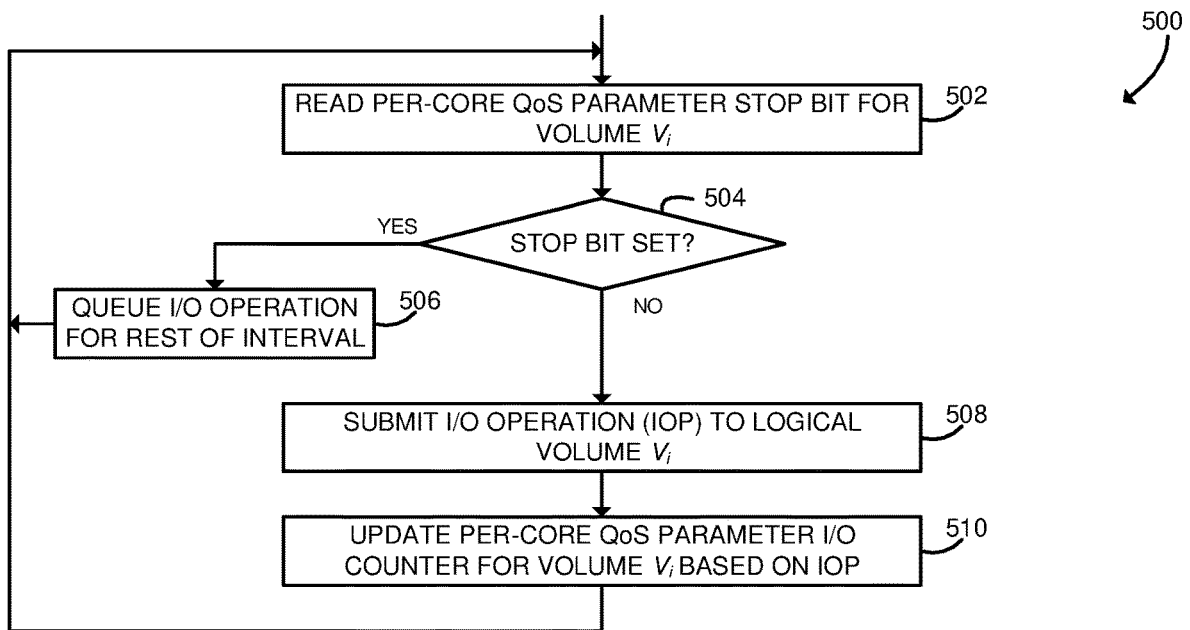 500
READ PER-CORE QoS PARAMETER STOP BIT FOR
VOLUME Vi
502
504
YES
STOP BIT SET?
NO
QUEUE I/O OPERATION
FOR REST OF INTERVAL
506
SUBMIT I/O OPERATION (IOP) TO LOGICAL
VOLUME Vi
508
UPDATE PER-CORE QoS PARAMETER I/O
COUNTER FOR VOLUME Vi BASED ON IOP
510